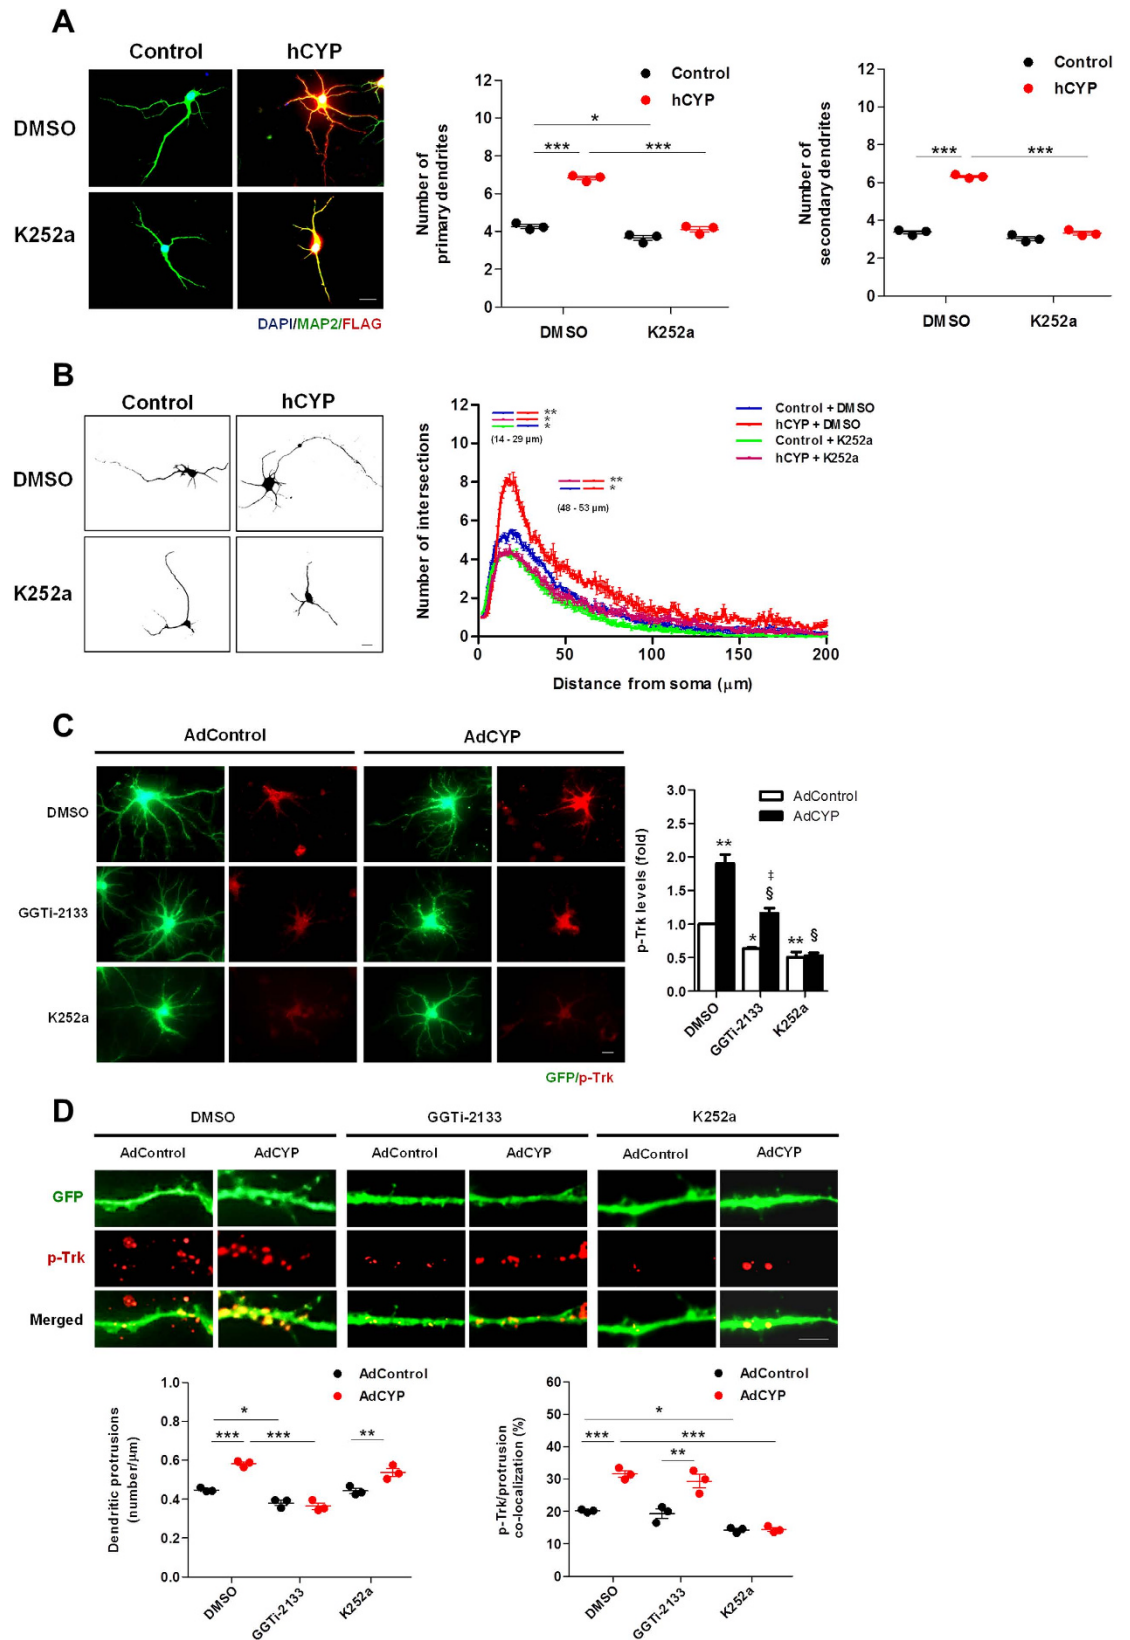 A
Control hCYP
DMSO
K252a
DAPI/MAP2/FLAG
Number of
primary dendrites
12
10
8
6
4
2
0
Control
hCYP
*
*** ***
DMSO K252a
Number of
secondary dendrites
12
10
8
6
4
2
0
Control
hCYP
*** ***
DMSO K252a
B
Control hCYP
DMSO
K252a
Number of intersections
12
10
8
6
4
2
0
**
*
*
(14 - 29 µm)
**
*
(48 - 53 µm)
Control + DMSO
hCYP + DMSO
Control + K252a
hCYP + K252a
0 50 100 150 200
Distance from soma (µm)
C
AdControl AdCYP
DMSO
GGTi-2133
K252a
GFP/p-Trk
p-Trk levels (fold)
3.0
2.5
2.0
1.5
1.0
0.5
0.0
AdControl
AdCYP
**
‡
§
*
**
§
DMSO GGTi-2133 K252a
D
DMSO GGTi-2133 K252a
AdControl AdCYP AdControl AdCYP AdControl AdCYP
GFP
p-Trk
Merged
Dendritic protrusions
(number/µm)
1.0
0.8
0.6
0.4
0.2
0.0
AdControl
AdCYP
*
*** ***
**
DMSO GGTi-2133 K252a
p-Trk/protrusion
co-localization (%)
60
50
40
30
20
10
0
AdControl
AdCYP
*
*** ***
**
DMSO GGTi-2133 K252a